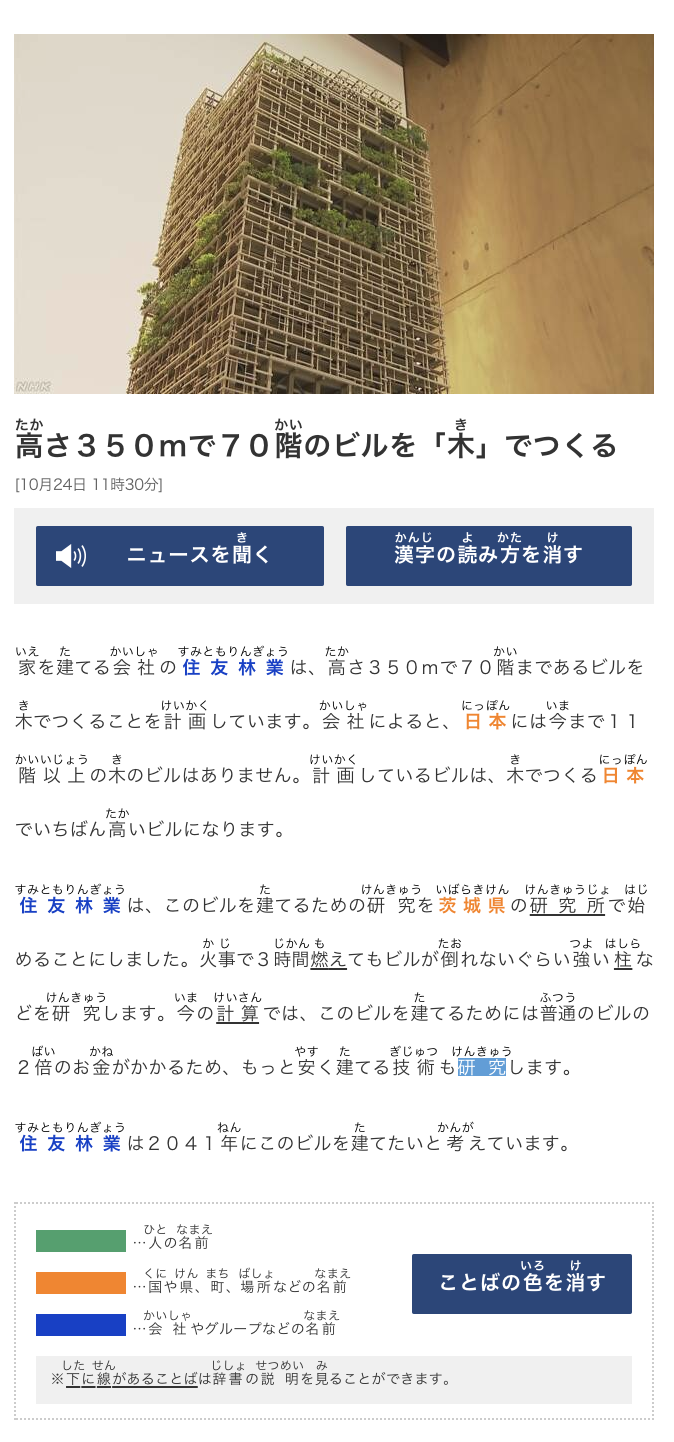 NHK
高さ３５０ｍで７０階のビルを「木」でつくる
[10月24日 11時30分]
ニュースを聞く
漢字の読み方を消す
家を建てる会社の住友林業は、高さ３５０ｍで７０階まであるビルを
木でつくることを計画しています。会社によると、日本には今まで１１
階以上の木のビルはありません。計画しているビルは、木でつくる日本
でいちばん高いビルになります。
住友林業は、このビルを建てるための研究を茨城県の研究所で始
めることにしました。火事で３時間燃えてもビルが倒れないぐらい強い柱な
どを研究します。今の計算では、このビルを建てるためには普通のビルの
２倍のお金がかかるため、もっと安く建てる技術も研究します。
住友林業は２０４１年にこのビルを建てたいと考えています。
…人の名前
…国や県、町、場所などの名前
…会社やグループなどの名前
ことばの色を消す
※下に線があることばは辞書の説明を見ることができます。